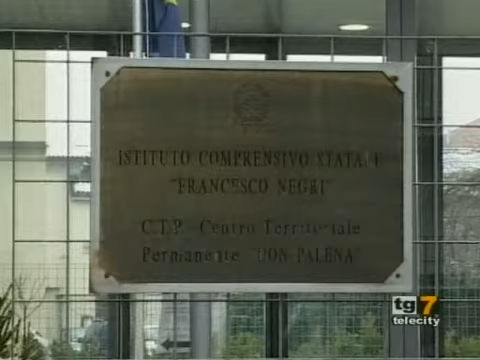 ISTITUTO COMPRENSIVO STATALE
"FRANCESCO NEGRI"
C.T.P. - Centro Territoriale
Permanente "DON PALENA"
tg7
telecity